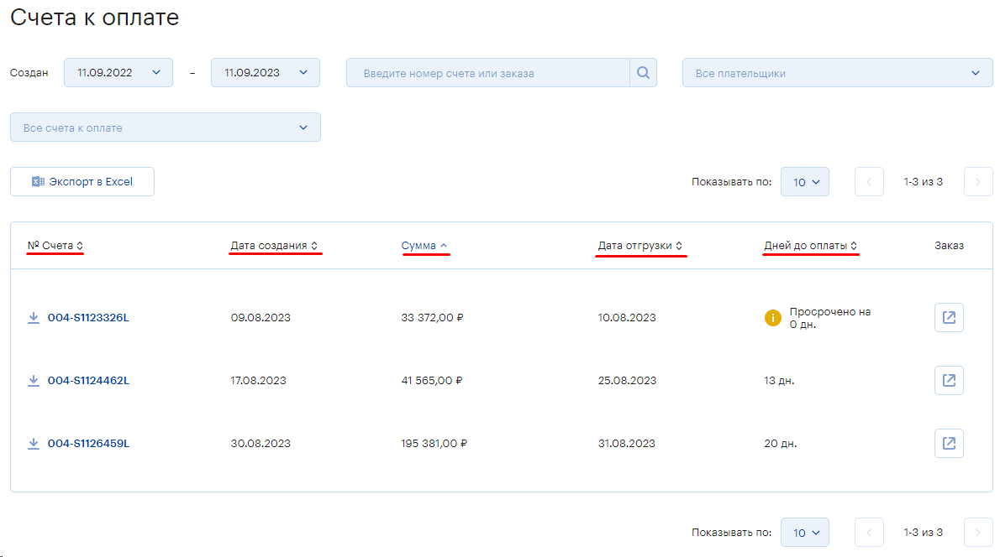 Счета к оплате
Создан 11.09.2022 – 11.09.2023 Введите номер счета или заказа Все плательщики
Все счета к оплате
Экспорт в Excel Показывать по: 10 1-3 из 3
№ Счета Дата создания Сумма Дата отгрузки Дней до оплаты Заказ
004-S1123326L 09.08.2023 33 372,00 ₽ 10.08.2023 Просрочено на
0 дн.
004-S1124462L 17.08.2023 41 565,00 ₽ 25.08.2023 13 дн.
004-S1126459L 30.08.2023 195 381,00 ₽ 31.08.2023 20 дн.
Показывать по: 10 1-3 из 3